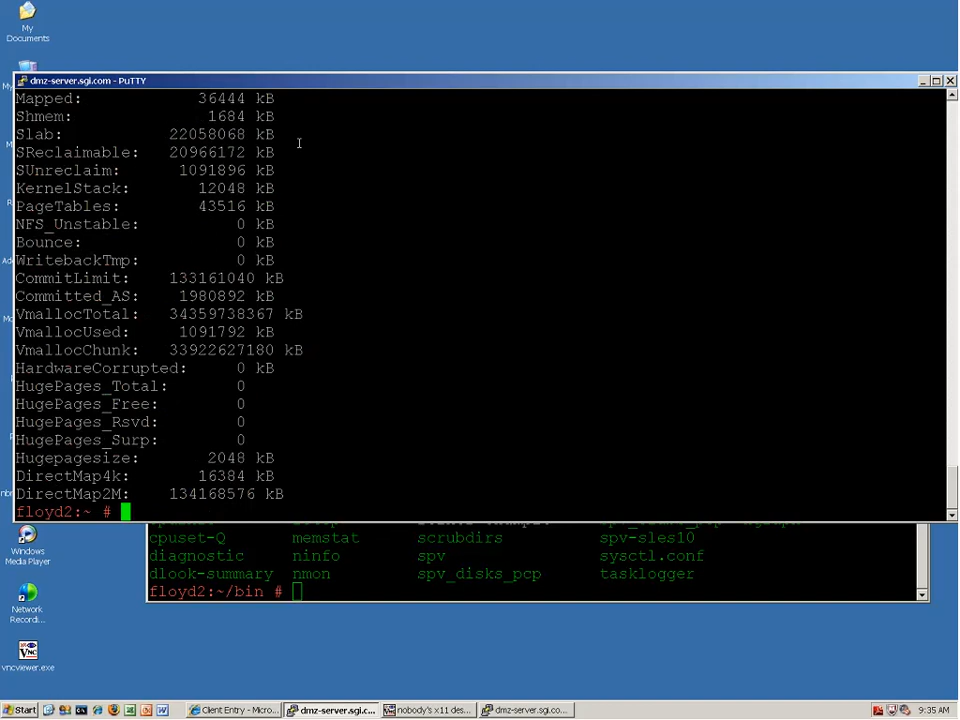 My
Documents
dmz-server.sgi.com - PuTTY
Mapped: 36444 kB
Shmem: 1684 kB
Slab: 22058068 kB
SReclaimable: 20966172 kB
SUnreclaim: 1091896 kB
KernelStack: 12048 kB
PageTables: 43516 kB
NFS_Unstable: 0 kB
Bounce: 0 kB
WritebackTmp: 0 kB
CommitLimit: 133161040 kB
Committed_AS: 1980892 kB
VmallocTotal: 34359738367 kB
VmallocUsed: 1091792 kB
VmallocChunk: 33922627180 kB
HardwareCorrupted: 0 kB
HugePages_Total: 0
HugePages_Free: 0
HugePages_Rsvd: 0
HugePages_Surp: 0
Hugepagesize: 2048 kB
DirectMap4k: 16384 kB
DirectMap2M: 134168576 kB
floyd2:~ #
cpuset-Q memstat scrubdirs spv-sles10
diagnostic ninfo spv sysctl.conf
dlook-summary nmon spv_disks_pcp tasklogger
floyd2:~/bin #
Windows
Media Player
Network
Recordi...
vncviewer.exe
Start Client Entry - Micro... dmz-server.sgi.c... nobody's x11 des... dmz-server.sgi.co... 9:35 AM